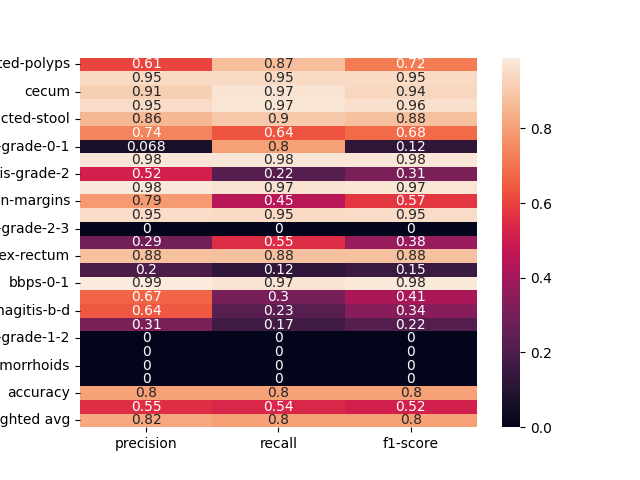 ted-polyps 0.61 0.87 0.72
0.95 0.95 0.95
cecum 0.91 0.97 0.94
0.95 0.97 0.96
cted-stool 0.86 0.9 0.88
0.74 0.64 0.68
-grade-0-1 0.068 0.8 0.12
0.98 0.98 0.98
is-grade-2 0.52 0.22 0.31
0.98 0.97 0.97
n-margins 0.79 0.45 0.57
0.95 0.95 0.95
-grade-2-3 0 0 0
0.29 0.55 0.38
ex-rectum 0.88 0.88 0.88
0.2 0.12 0.15
bbps-0-1 0.99 0.97 0.98
0.67 0.3 0.41
nagitis-b-d 0.64 0.23 0.34
0.31 0.17 0.22
-grade-1-2 0 0 0
0 0 0
morrhoids 0 0 0
0 0 0
accuracy 0.8 0.8 0.8
0.55 0.54 0.52
ghted avg 0.82 0.8 0.8
precision recall f1-score
0.8
0.6
0.4
0.2
0.0